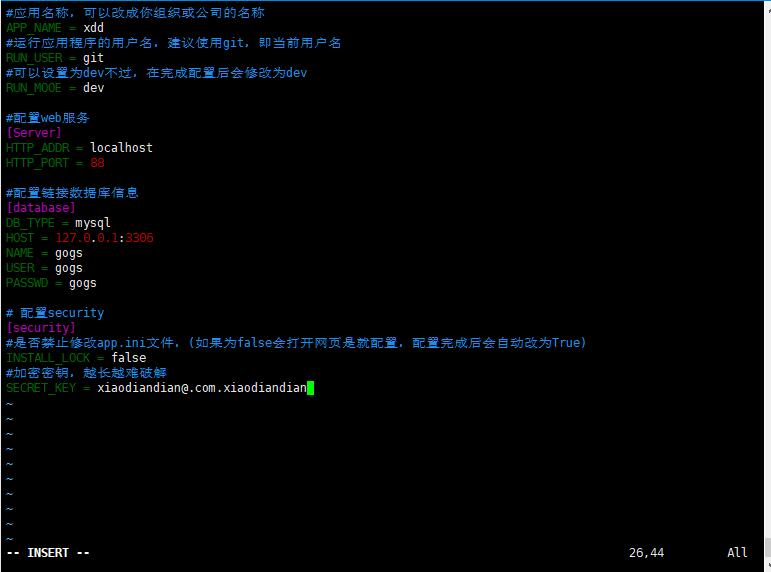 #应用名称, 可以改成你组织或公司的名称
APP_NAME = xdd
#运行应用程序的用户名, 建议使用git, 即当前用户名
RUN_USER = git
#可以设置为dev不过, 在完成配置后会修改为dev
RUN_MOOE = dev
#配置web服务
[Server]
HTTP_ADDR = localhost
HTTP_PORT = 88
#配置链接数据库信息
[database]
DB_TYPE = mysql
HOST = 127.0.0.1:3306
NAME = gogs
USER = gogs
PASSWD = gogs
# 配置security
[security]
#是否禁止修改app.ini文件, (如果为false会打开网页是就配置, 配置完成后会自动改为True)
INSTALL_LOCK = false
#加密密钥, 越长越难破解
SECRET_KEY = xiaodiandian@.com.xiaodiandian
~
~
~
~
~
~
~
~
~
~
-- INSERT -- 26,44 All